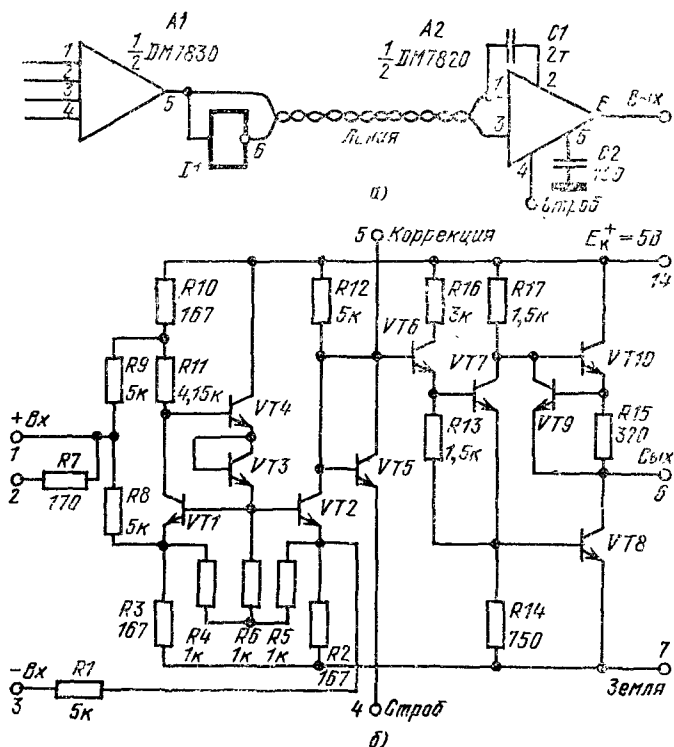 A1
1/2 DM7830
1
2
3
4
5
6
Линия
A2
1/2 DM7820
C1
2т
1
2
3
4
5
Вых
C2
Строб
а)
5 Коррекция
E к + = 5В
14
R10
167
R9
5к
R11
4,15к
R12
5к
R16
3к
R17
1,5к
VT6
VT7
VT10
VT4
VT3
VT9
R13
1,5к
R15
320
+Вх
1
2
R7
170
R8
5к
VT1
VT2
VT5
VT8
6
R3
167
R4
1к
R6
1к
R5
1к
R2
167
R14
750
7
Земля
-Вх
3
R1
5к
4
Строб
б)